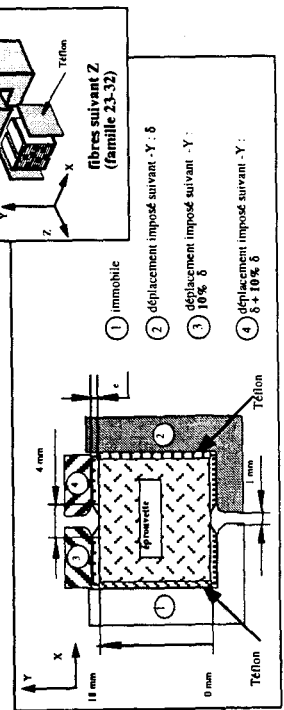 Téflon
fibres suivant Z
(famille 23-32)
Y
X
Z
Y
X
4 mm
e
3
4
10 mm
éprouvette
1
2
0 mm
1 mm
Téflon
Téflon
1 immobile
2 déplacement imposé suivant -Y : δ
3 déplacement imposé suivant -Y :
10% δ
4 déplacement imposé suivant -Y :
δ + 10% δ